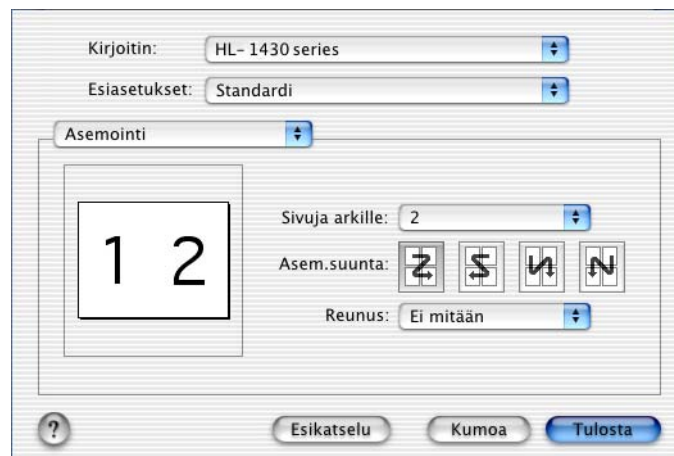 Kirjoitin: HL- 1430 series
Esiasetukset: Standardi
Asemointi
1 2
Sivuja arkille: 2
Asem.suunta:
Reunus: Ei mitään
? Esikatselu Kumoa Tulosta